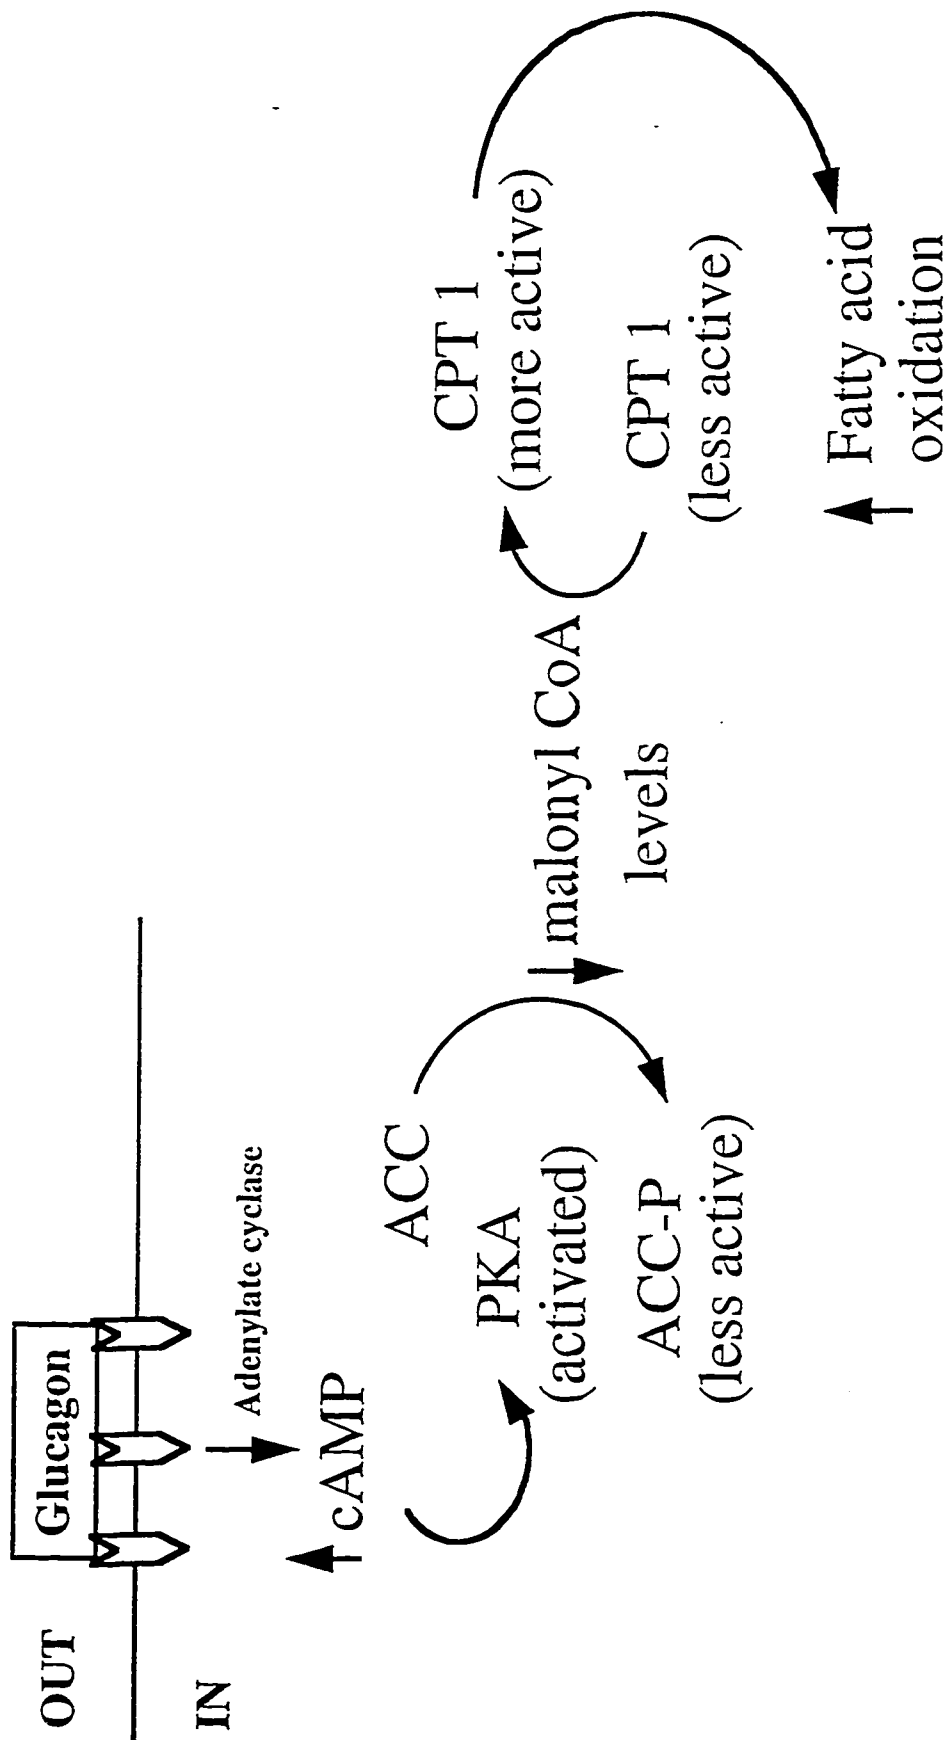 OUT
Glucagon
IN
Adenylate cyclase
cAMP
ACC
PKA
(activated)
ACC-P
(less active)
malonyl CoA
levels
CPT 1
(more active)
CPT 1
(less active)
Fatty acid
oxidation